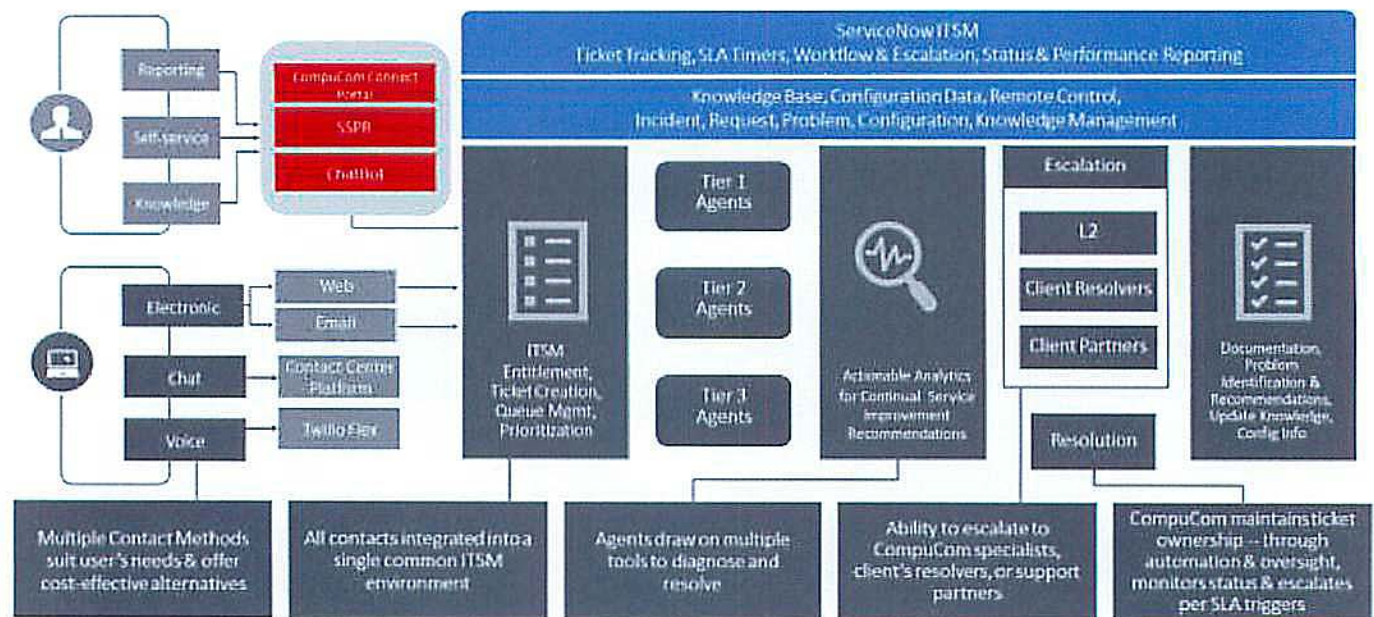 ServiceNow ITSM
Ticket Tracking, SLA Timers, Workflow & Escalation, Status & Performance Reporting
Knowledge Base, Configuration Data, Remote Control,
Incident, Request, Problem, Configuration, Knowledge Management
Reporting
Self-service
Knowledge
CompuCom Connect
Portal
SSPR
ChatBot
Electronic
Chat
Voice
Web
Email
Contact Center
Platform
Twilio Flex
ITSM
Entitlement,
Ticket Creation,
Queue Mgmt,
Prioritization
Tier 1
Agents
Tier 2
Agents
Tier 3
Agents
Actionable Analytics
for Continual Service
Improvement
Recommendations
Escalation
L2
Client Resolvers
Client Partners
Resolution
Documentation,
Problem
Identification &
Recommendations,
Update Knowledge,
Config Info
Multiple Contact Methods
suit user's needs & offer
cost-effective alternatives
All contacts integrated into a
single common ITSM
environment
Agents draw on multiple
tools to diagnose and
resolve
Ability to escalate to
CompuCom specialists,
client's resolvers, or support
partners
CompuCom maintains ticket
ownership -- through
automation & oversight,
monitors status & escalates
per SLA triggers